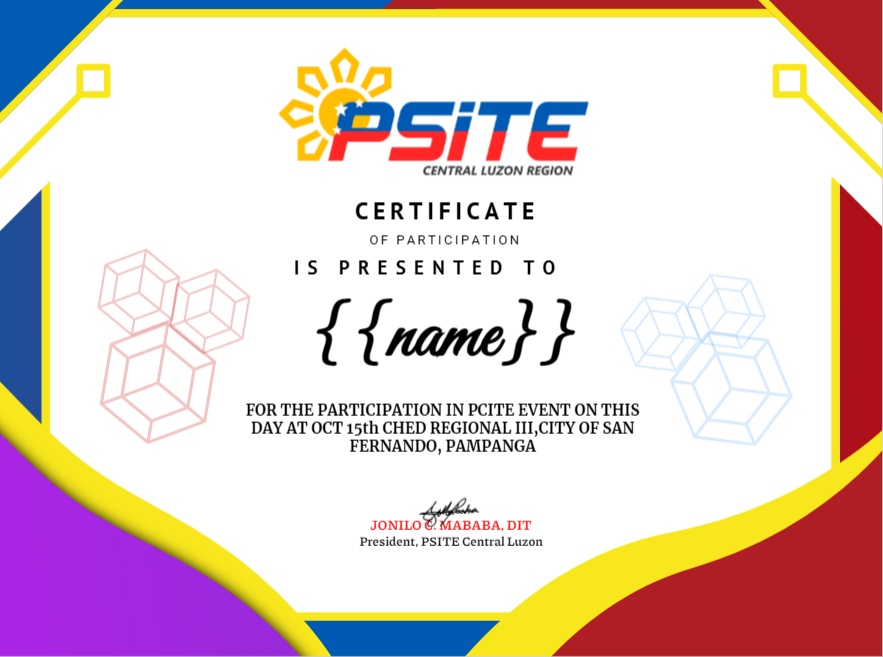 PSiTE
CENTRAL LUZON REGION
CERTIFICATE
OF PARTICIPATION
IS PRESENTED TO
{{name}}
FOR THE PARTICIPATION IN PCITE EVENT ON THIS
DAY AT OCT 15th CHED REGIONAL III,CITY OF SAN
FERNANDO, PAMPANGA
JONILO C. MABABA, DIT
President, PSITE Central Luzon